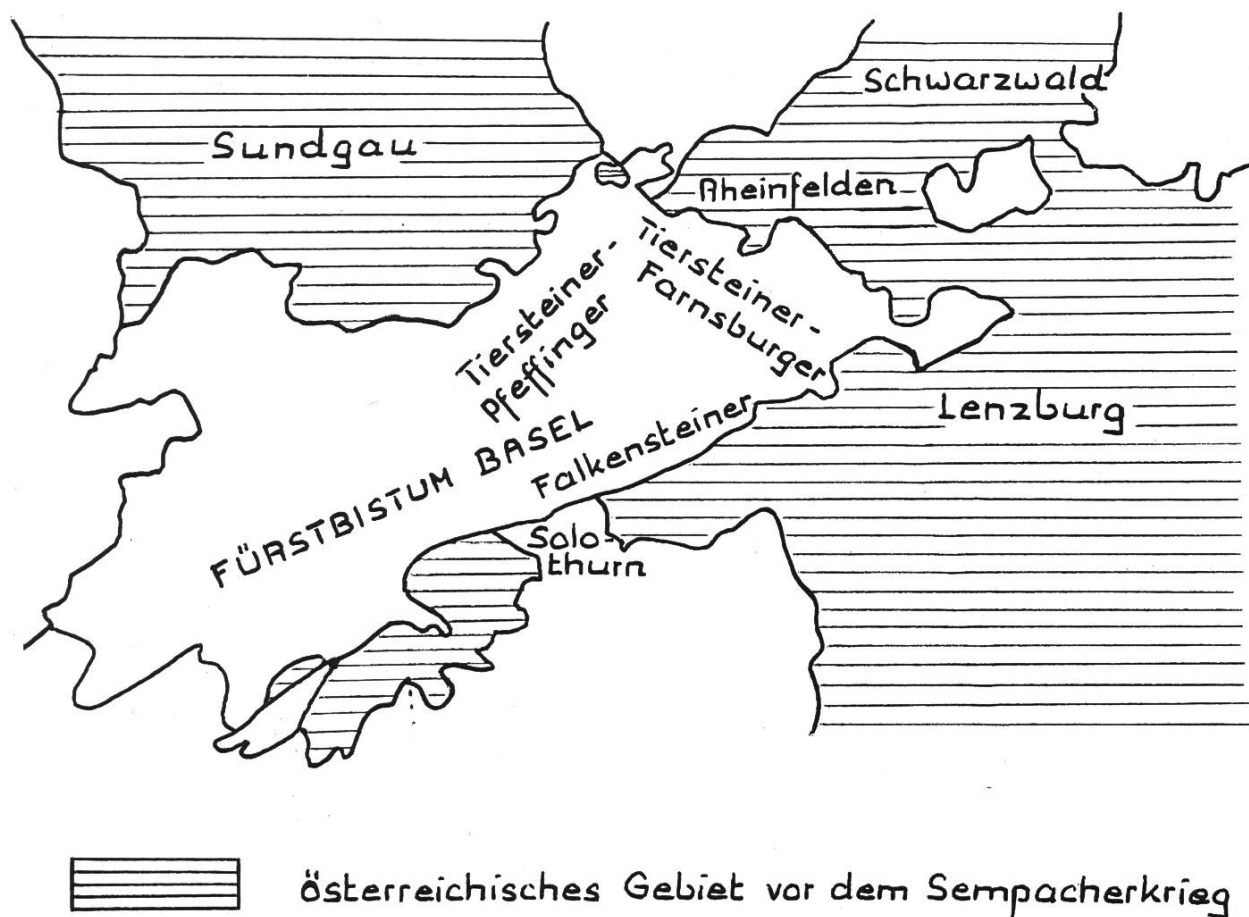 Schwarzwald
Sundgau
Rheinfelden
Tiersteiner-
Pfeffinger
Tiersteiner-
Farnsburger
Lenzburg
FÜRSTBISTUM BASEL
Falkensteiner
Solo-
thurn
österreichisches Gebiet vor dem Sempacherkrieg